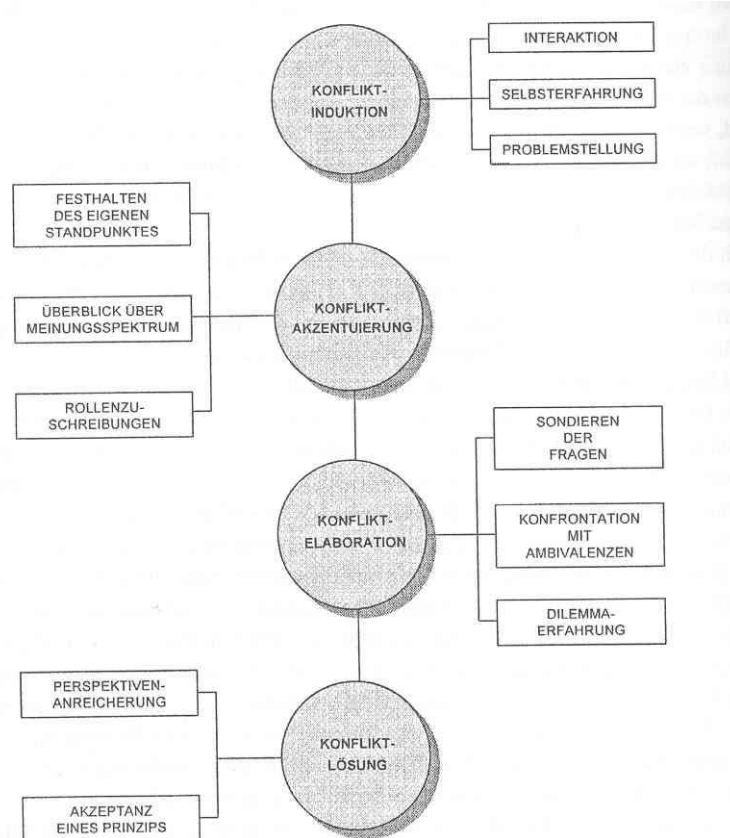 KONFLIKT-
INDUKTION
INTERAKTION
SELBSTERFAHRUNG
PROBLEMSTELLUNG
FESTHALTEN
DES EIGENEN
STANDPUNKTES
ÜBERBLICK ÜBER
MEINUNGSSPEKTRUM
ROLLENZU-
SCHREIBUNGEN
KONFLIKT-
AKZENTUIERUNG
KONFLIKT-
ELABORATION
SONDIEREN
DER
FRAGEN
KONFRONTATION
MIT
AMBIVALENZEN
DILEMMA-
ERFAHRUNG
PERSPEKTIVEN-
ANREICHERUNG
AKZEPTANZ
EINES PRINZIPS
KONFLIKT-
LÖSUNG